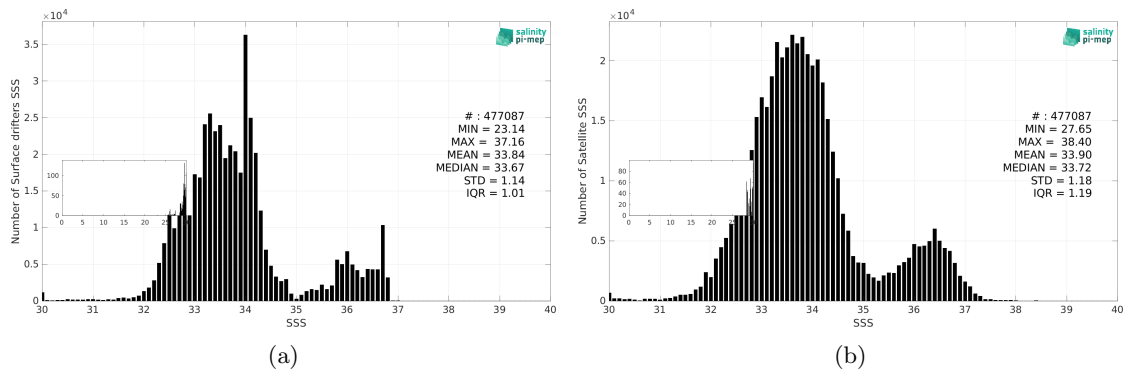 ×10⁴
3.5
3
2.5
2
1.5
1
0.5
0
Number of Surface drifters SSS
salinity
pi-mep
# : 477087
MIN = 23.14
MAX = 37.16
MEAN = 33.84
MEDIAN = 33.67
STD = 1.14
IQR = 1.01
100
50
0
0 5 10 15 20 25
30 31 32 33 34 35 36 37 38 39 40
SSS
(a)
×10⁴
2
1.5
1
0.5
0
Number of Satellite SSS
salinity
pi-mep
# : 477087
MIN = 27.65
MAX = 38.40
MEAN = 33.90
MEDIAN = 33.72
STD = 1.18
IQR = 1.19
80
60
40
20
0
0 5 10 15 20 25
30 31 32 33 34 35 36 37 38 39 40
SSS
(b)